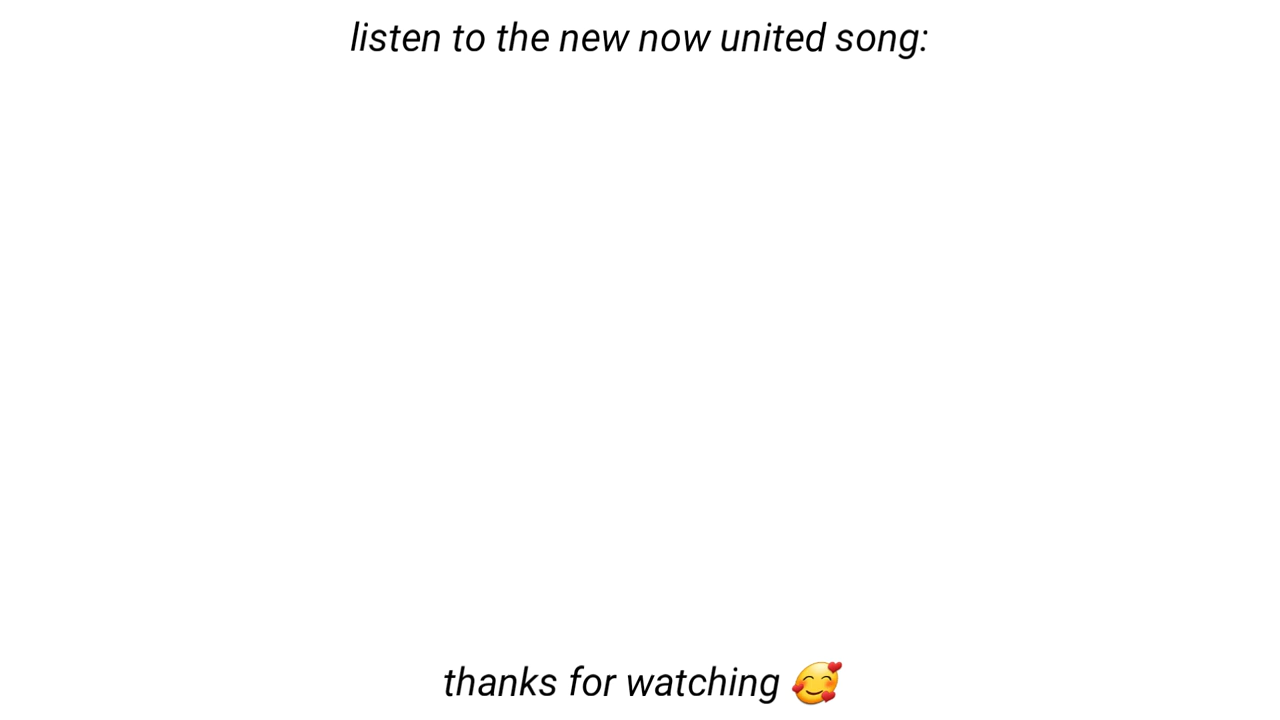 listen to the new now united song:
thanks for watching 🥰